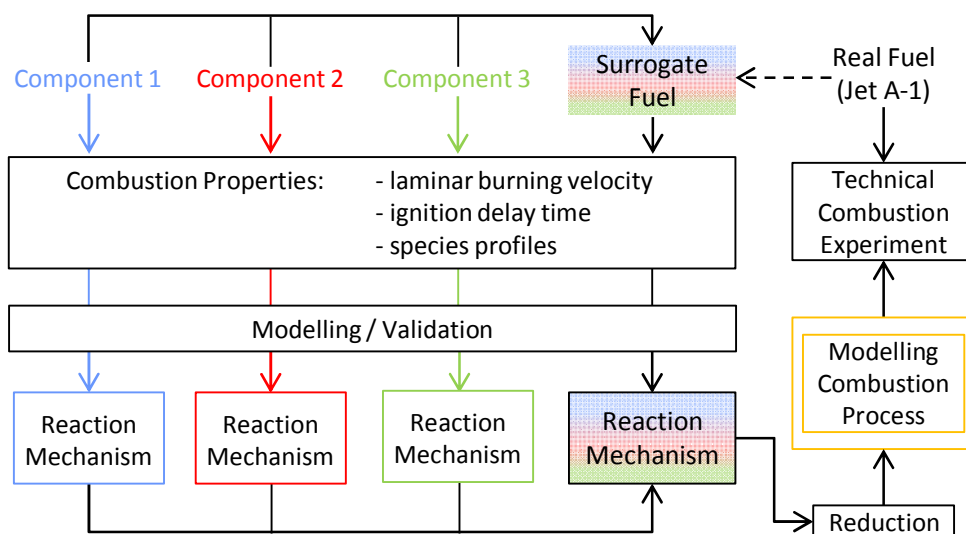 Component 1
Component 2
Component 3
Surrogate
Fuel
Real Fuel
(Jet A-1)
Combustion Properties:
- laminar burning velocity
- ignition delay time
- species profiles
Technical
Combustion
Experiment
Modelling / Validation
Modelling
Combustion
Process
Reaction
Mechanism
Reaction
Mechanism
Reaction
Mechanism
Reaction
Mechanism
Reduction